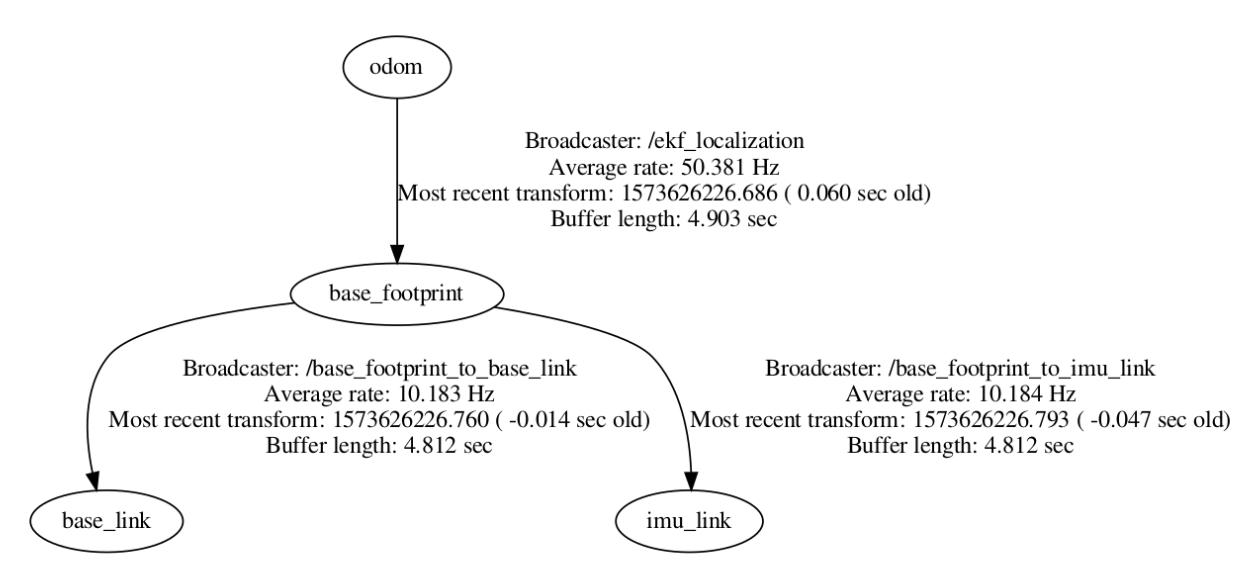 odom
Broadcaster: /ekf_localization
Average rate: 50.381 Hz
Most recent transform: 1573626226.686 ( 0.060 sec old)
Buffer length: 4.903 sec
base_footprint
Broadcaster: /base_footprint_to_base_link
Average rate: 10.183 Hz
Most recent transform: 1573626226.760 ( -0.014 sec old)
Buffer length: 4.812 sec
Broadcaster: /base_footprint_to_imu_link
Average rate: 10.184 Hz
Most recent transform: 1573626226.793 ( -0.047 sec old)
Buffer length: 4.812 sec
base_link
imu_link